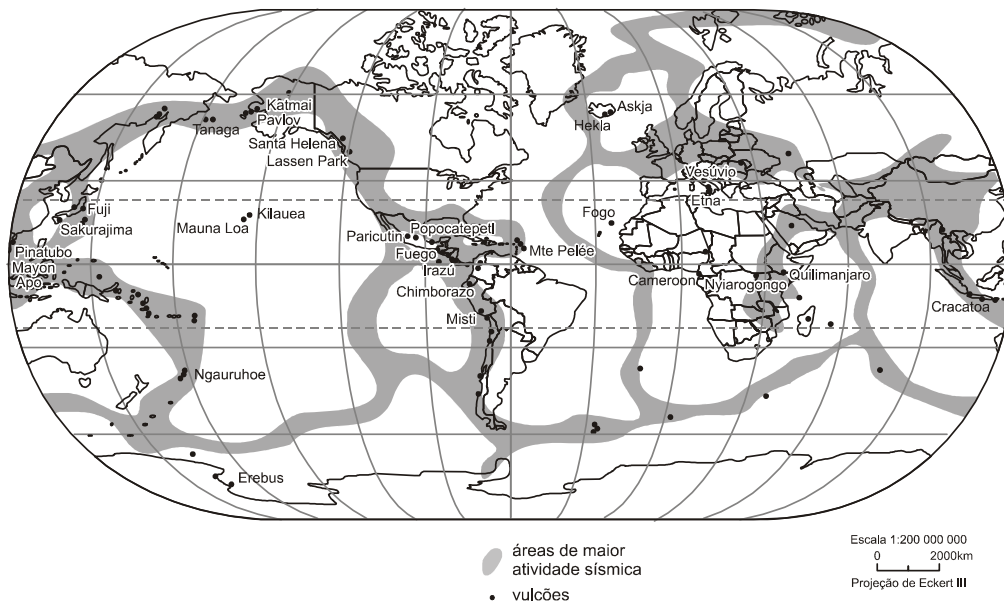 Askja
Hekla
Katmai
Pavlov
Tanaga
Santa Helena
Lassen Park
Vesúvio
Etna
Fuji
Sakurajima
Kilauea
Mauna Loa
Fogo
Paricutin
Popocatepetl
Pinatubo
Mayon
Apo
Fuego
Irazú
Mte Pelée
Chimborazo
Cameroon
Nyiarogongo
Quilimanjaro
Cracatoa
Misti
Ngauruhoe
Erebus
áreas de maior
atividade sísmica
vulcões
Escala 1:200 000 000
0 2000km
Projeção de Eckert III